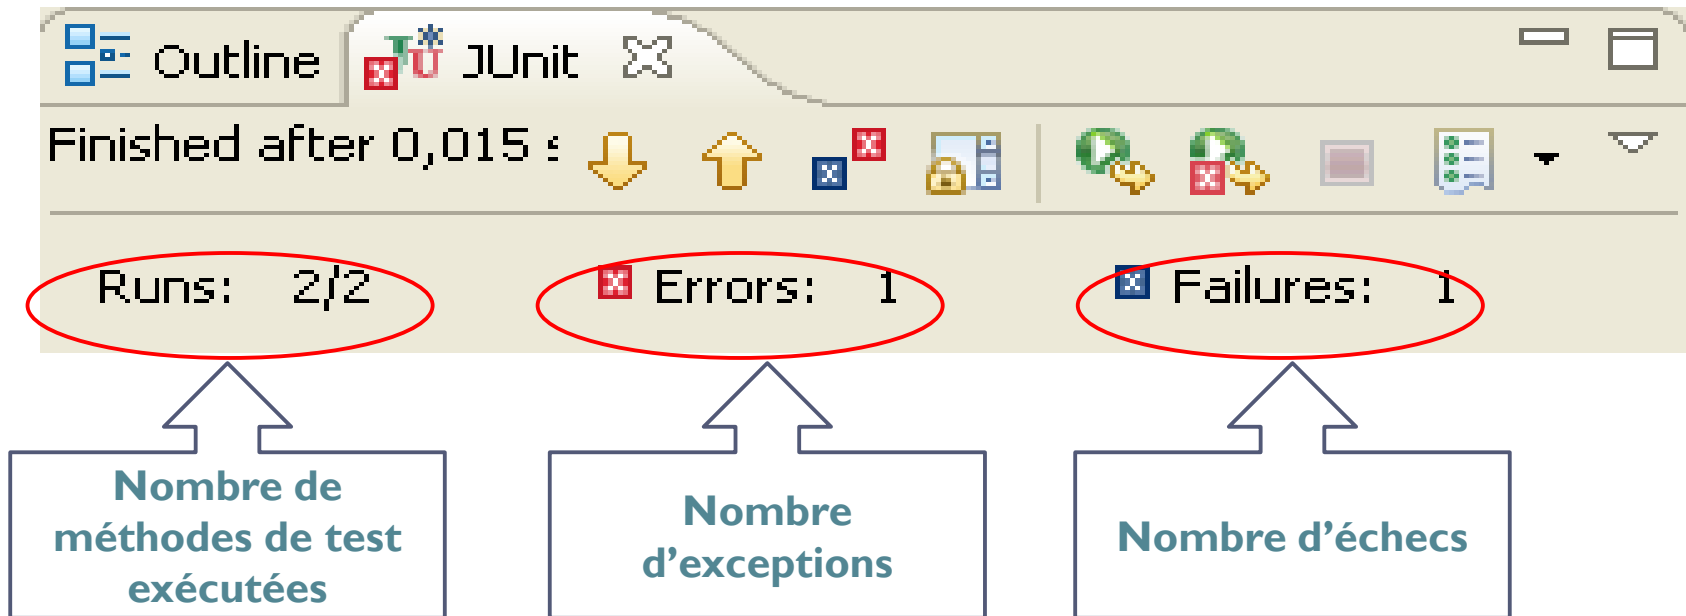 Outline JUnit
Finished after 0,015 s
Runs: 2/2 Errors: 1 Failures: 1
Nombre de
méthodes de test
exécutées
Nombre
d'exceptions
Nombre d'échecs